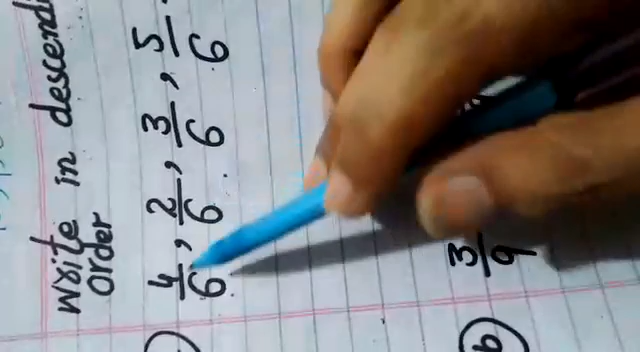 Write in descendi
order
4/6, 2/6, 3/6, 5/6
b 3/9